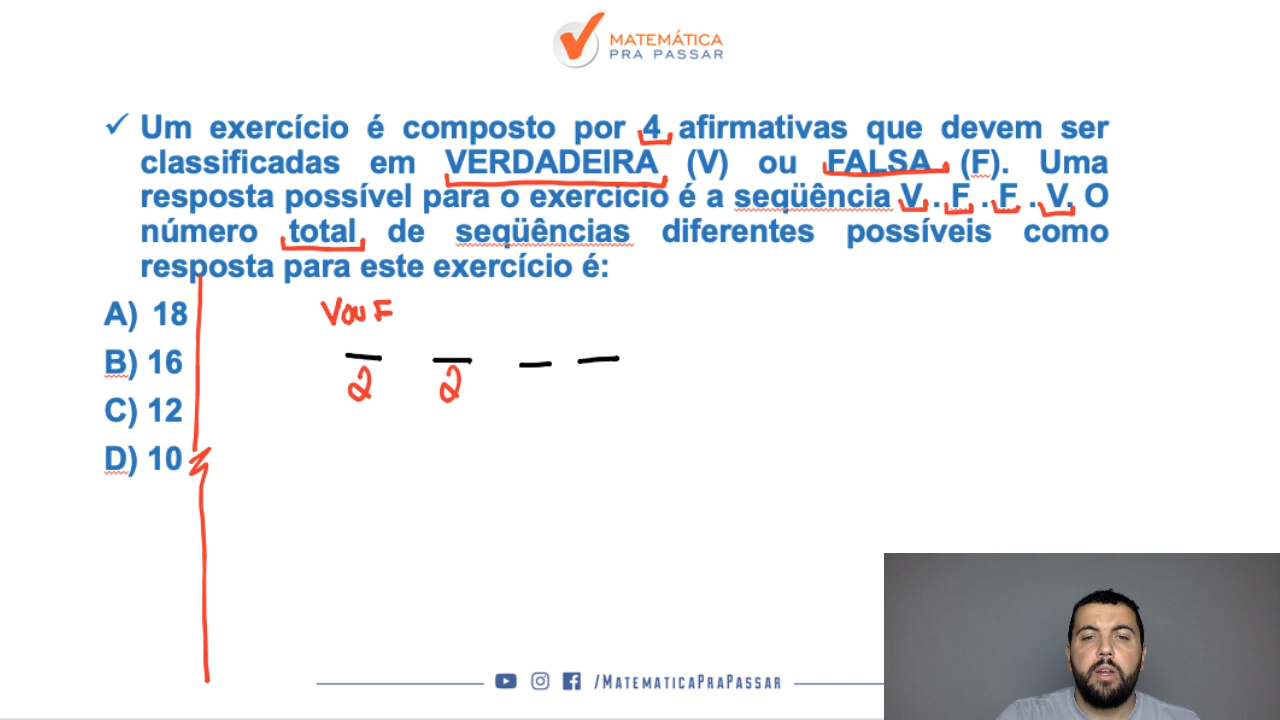 MATEMÁTICA
PRA PASSAR
✓ Um exercício é composto por 4 afirmativas que devem ser
classificadas em VERDADEIRA (V) ou FALSA (F). Uma
resposta possível para o exercício é a seqüência V . F . F . V. O
número total de seqüências diferentes possíveis como
resposta para este exercício é:
A) 18
B) 16
C) 12
D) 10
V ou F
2 2
/MATEMATICAPRAPASSAR